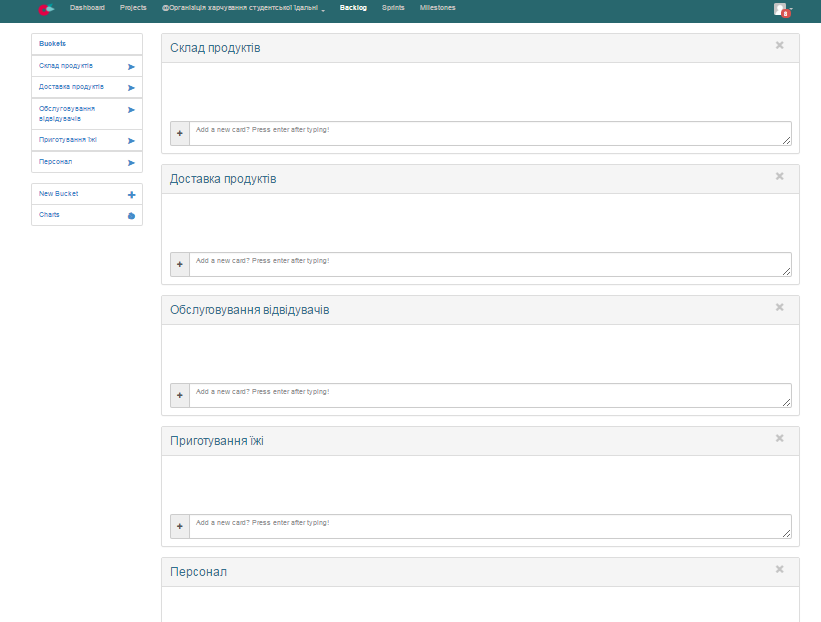 Dashboard Projects @Організіція харчування студентської їдальні Backlog Sprints Milestones
8
Buckets
Склад продуктів
Доставка продуктів
Обслуговування
відвідувачів
Приготування їжі
Персонал
New Bucket
Charts
Склад продуктів
Add a new card? Press enter after typing!
Доставка продуктів
Add a new card? Press enter after typing!
Обслуговування відвідувачів
Add a new card? Press enter after typing!
Приготування їжі
Add a new card? Press enter after typing!
Персонал